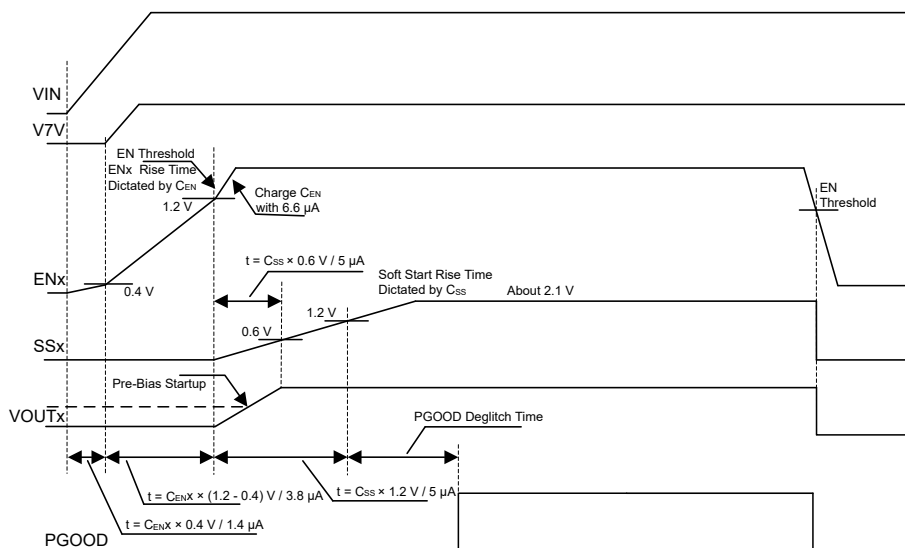 VIN
V7V
EN Threshold
ENx Rise Time
Dictated by CEN
1.2 V
Charge CEN
with 6.6 µA
EN
Threshold
ENx
0.4 V
t = CSS × 0.6 V / 5 µA
Soft Start Rise Time
Dictated by CSS
About 2.1 V
1.2 V
0.6 V
SSx
Pre-Bias Startup
VOUTx
PGOOD Deglitch Time
t = CENx × (1.2 - 0.4) V / 3.8 µA
t = CSS × 1.2 V / 5 µA
t = CENx × 0.4 V / 1.4 µA
PGOOD